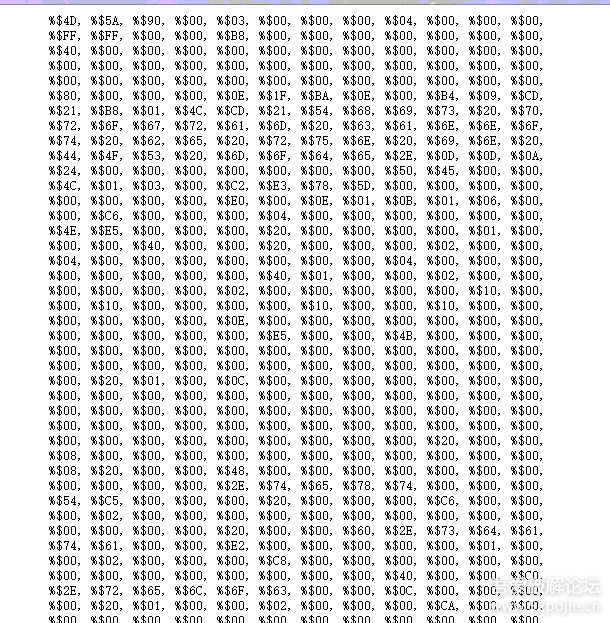 %$4D, %$5A, %$90, %$00, %$03, %$00, %$00, %$00, %$04, %$00, %$00, %$00,
%$FF, %$FF, %$00, %$00, %$B8, %$00, %$00, %$00, %$00, %$00, %$00, %$00,
%$40, %$00, %$00, %$00, %$00, %$00, %$00, %$00, %$00, %$00, %$00, %$00,
%$00, %$00, %$00, %$00, %$00, %$00, %$00, %$00, %$00, %$00, %$00, %$00,
%$00, %$00, %$00, %$00, %$00, %$00, %$00, %$00, %$00, %$00, %$00, %$00,
%$80, %$00, %$00, %$00, %$0E, %$1F, %$BA, %$0E, %$00, %$B4, %$09, %$CD,
%$21, %$B8, %$01, %$4C, %$CD, %$21, %$54, %$68, %$69, %$73, %$20, %$70,
%$72, %$6F, %$67, %$72, %$61, %$6D, %$20, %$63, %$61, %$6E, %$6E, %$6F,
%$74, %$20, %$62, %$65, %$20, %$72, %$75, %$6E, %$20, %$69, %$6E, %$20,
%$44, %$4F, %$53, %$20, %$6D, %$6F, %$64, %$65, %$2E, %$0D, %$0D, %$0A,
%$24, %$00, %$00, %$00, %$00, %$00, %$00, %$00, %$50, %$45, %$00, %$00,
%$4C, %$01, %$03, %$00, %$C2, %$E3, %$78, %$5D, %$00, %$00, %$00, %$00,
%$00, %$00, %$00, %$00, %$E0, %$00, %$0E, %$01, %$0B, %$01, %$06, %$00,
%$00, %$C6, %$00, %$00, %$00, %$04, %$00, %$00, %$00, %$00, %$00, %$00,
%$4E, %$E5, %$00, %$00, %$00, %$20, %$00, %$00, %$00, %$00, %$01, %$00,
%$00, %$00, %$40, %$00, %$00, %$20, %$00, %$00, %$00, %$02, %$00, %$00,
%$04, %$00, %$00, %$00, %$00, %$00, %$00, %$00, %$04, %$00, %$00, %$00,
%$00, %$00, %$00, %$00, %$00, %$40, %$01, %$00, %$00, %$02, %$00, %$00,
%$00, %$00, %$00, %$00, %$02, %$00, %$00, %$00, %$00, %$00, %$10, %$00,
%$00, %$10, %$00, %$00, %$00, %$00, %$10, %$00, %$00, %$10, %$00, %$00,
%$00, %$00, %$00, %$00, %$0E, %$00, %$00, %$00, %$00, %$00, %$00, %$00,
%$00, %$00, %$00, %$00, %$00, %$E5, %$00, %$00, %$4B, %$00, %$00, %$00,
%$00, %$00, %$00, %$00, %$00, %$00, %$00, %$00, %$00, %$00, %$00, %$00,
%$00, %$00, %$00, %$00, %$00, %$00, %$00, %$00, %$00, %$00, %$00, %$00,
%$00, %$20, %$01, %$00, %$0C, %$00, %$00, %$00, %$00, %$00, %$00, %$00,
%$00, %$00, %$00, %$00, %$00, %$00, %$00, %$00, %$00, %$00, %$00, %$00,
%$00, %$00, %$00, %$00, %$00, %$00, %$00, %$00, %$00, %$00, %$00, %$00,
%$00, %$00, %$00, %$00, %$00, %$00, %$00, %$00, %$00, %$00, %$00, %$00,
%$00, %$00, %$00, %$00, %$00, %$00, %$00, %$00, %$00, %$20, %$00, %$00,
%$08, %$00, %$00, %$00, %$00, %$00, %$00, %$00, %$00, %$00, %$00, %$00,
%$08, %$20, %$00, %$00, %$48, %$00, %$00, %$00, %$00, %$00, %$00, %$00,
%$00, %$00, %$00, %$00, %$2E, %$74, %$65, %$78, %$74, %$00, %$00, %$00,
%$54, %$C5, %$00, %$00, %$00, %$20, %$00, %$00, %$00, %$C6, %$00, %$00,
%$00, %$02, %$00, %$00, %$00, %$00, %$00, %$00, %$00, %$00, %$00, %$00,
%$00, %$00, %$00, %$00, %$20, %$00, %$00, %$60, %$2E, %$73, %$64, %$61,
%$74, %$61, %$00, %$00, %$E2, %$00, %$00, %$00, %$00, %$00, %$01, %$00,
%$00, %$02, %$00, %$00, %$00, %$C8, %$00, %$00, %$00, %$00, %$00, %$00,
%$00, %$00, %$00, %$00, %$00, %$00, %$00, %$00, %$40, %$00, %$00, %$C0,
%$2E, %$72, %$65, %$6C, %$6F, %$63, %$00, %$00, %$0C, %$00, %$00, %$00,
%$00, %$20, %$01, %$00, %$00, %$02, %$00, %$00, %$00, %$CA, %$00, %$00,
吾爱破解论坛
www.52pojie.cn